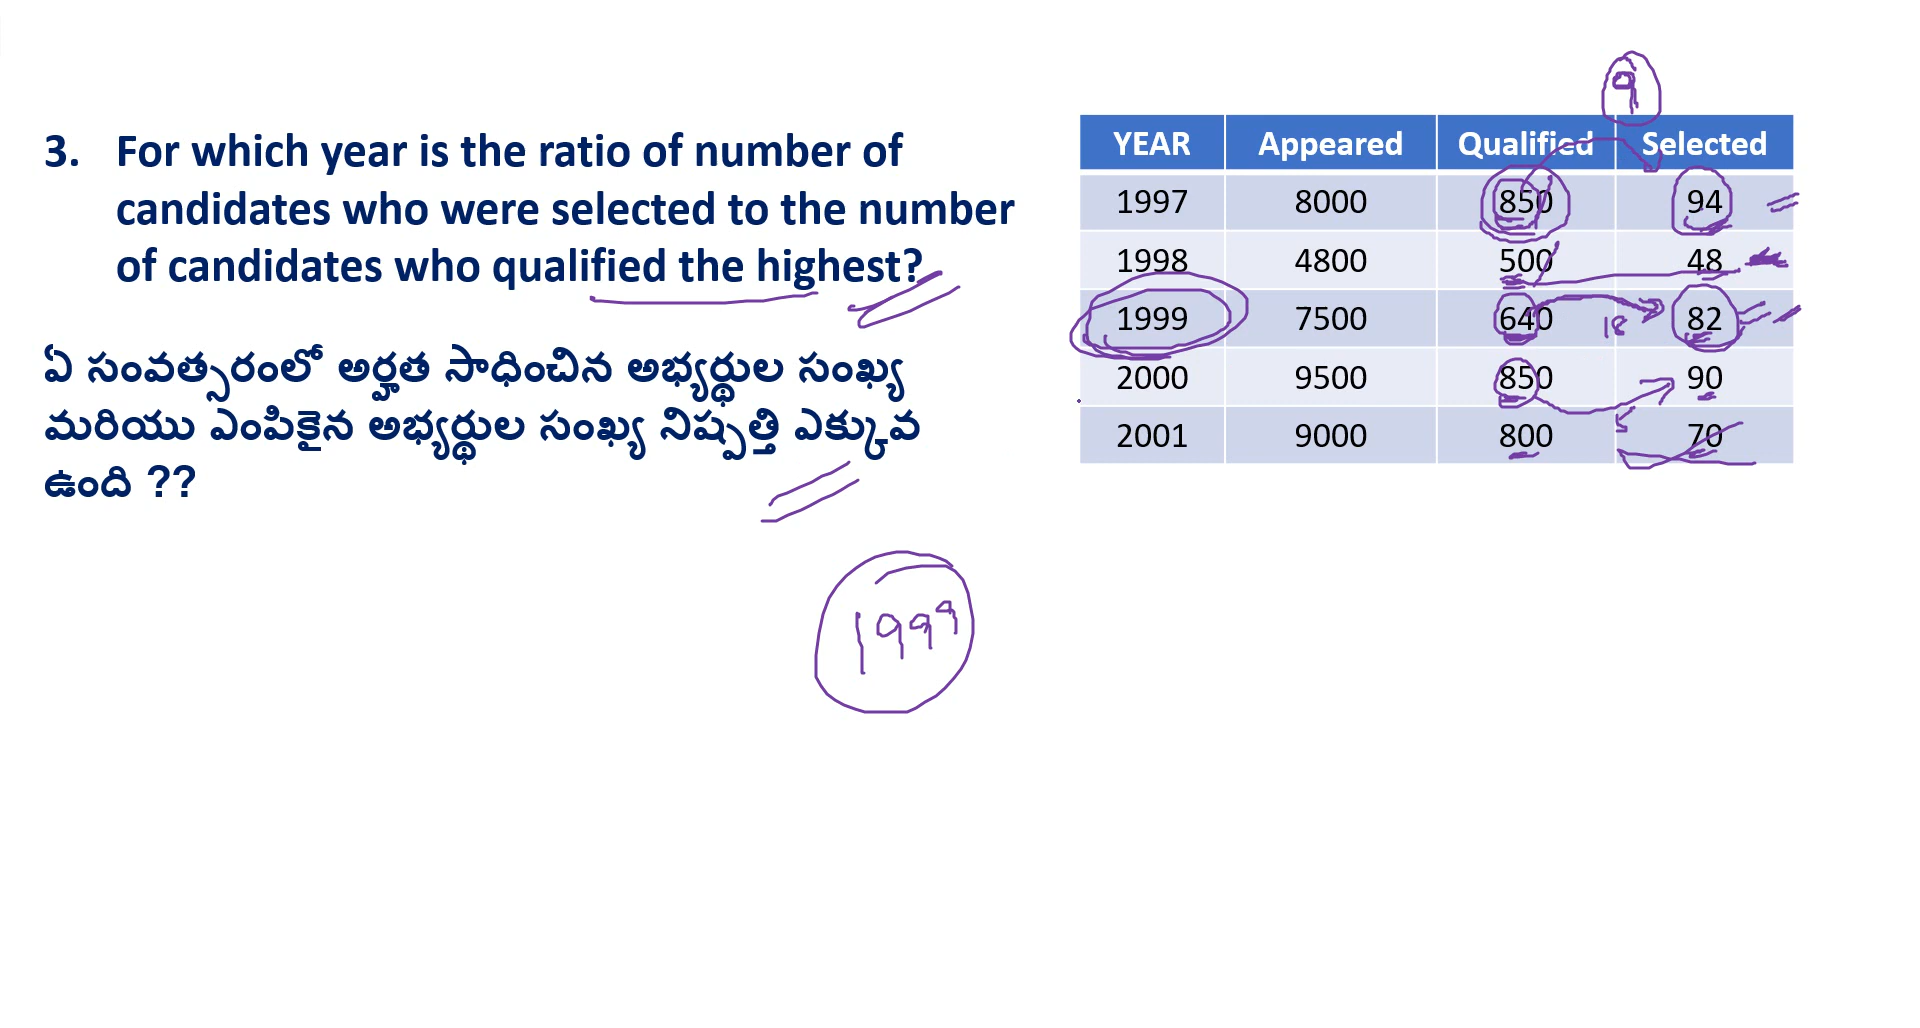 3. For which year is the ratio of number of
candidates who were selected to the number
of candidates who qualified the highest?
ఏ సంవత్సరంలో అర్హత సాధించిన అభ్యర్థుల సంఖ్య
మరియు ఎంపికైన అభ్యర్థుల సంఖ్య నిష్పత్తి ఎక్కువ
ఉంది ??
1999
9
YEAR Appeared Qualified Selected
1997 8000 850 94
1998 4800 500 48
1999 7500 640 18 82
2000 9500 850 90
2001 9000 800 70